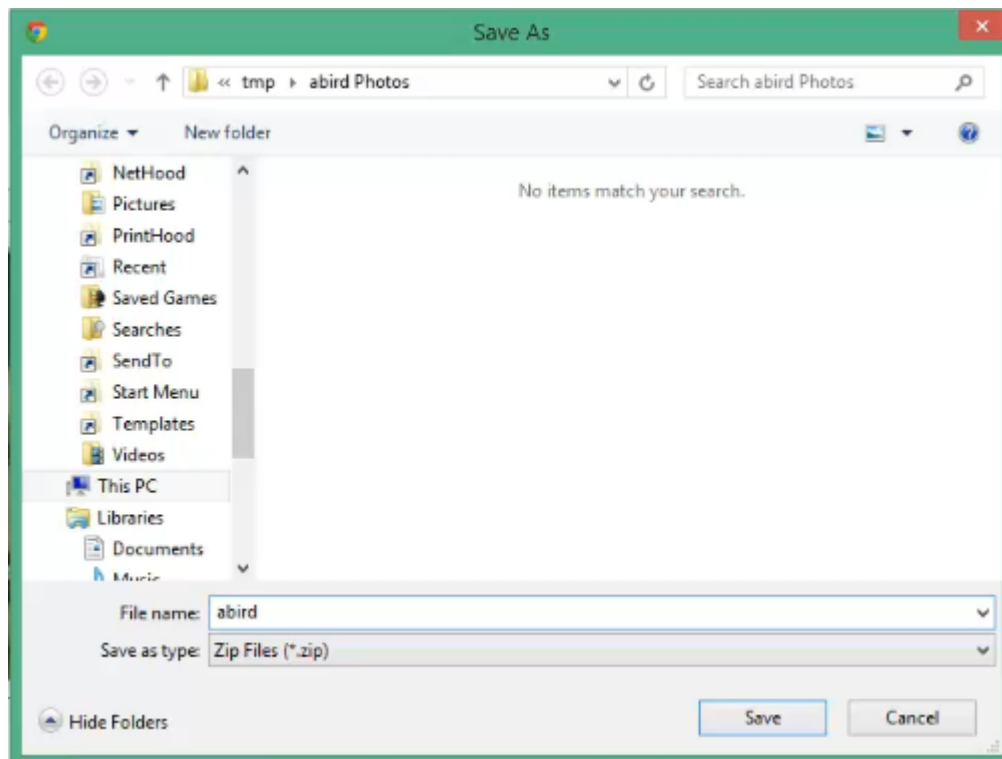 Save As
« tmp ▸ abird Photos
Search abird Photos
Organize
New folder
No items match your search.
NetHood
Pictures
PrintHood
Recent
Saved Games
Searches
SendTo
Start Menu
Templates
Videos
This PC
Libraries
Documents
Music
File name: abird
Save as type: Zip Files (*.zip)
Hide Folders
Save
Cancel